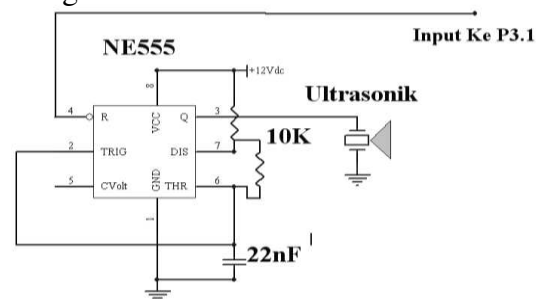 Input Ke P3.1
NE555
+12Vdc
Ultrasonik
8
4
R
VCC
Q
3
10K
2
TRIG
DIS
7
5
CVolt
GND
THR
6
1
22nF